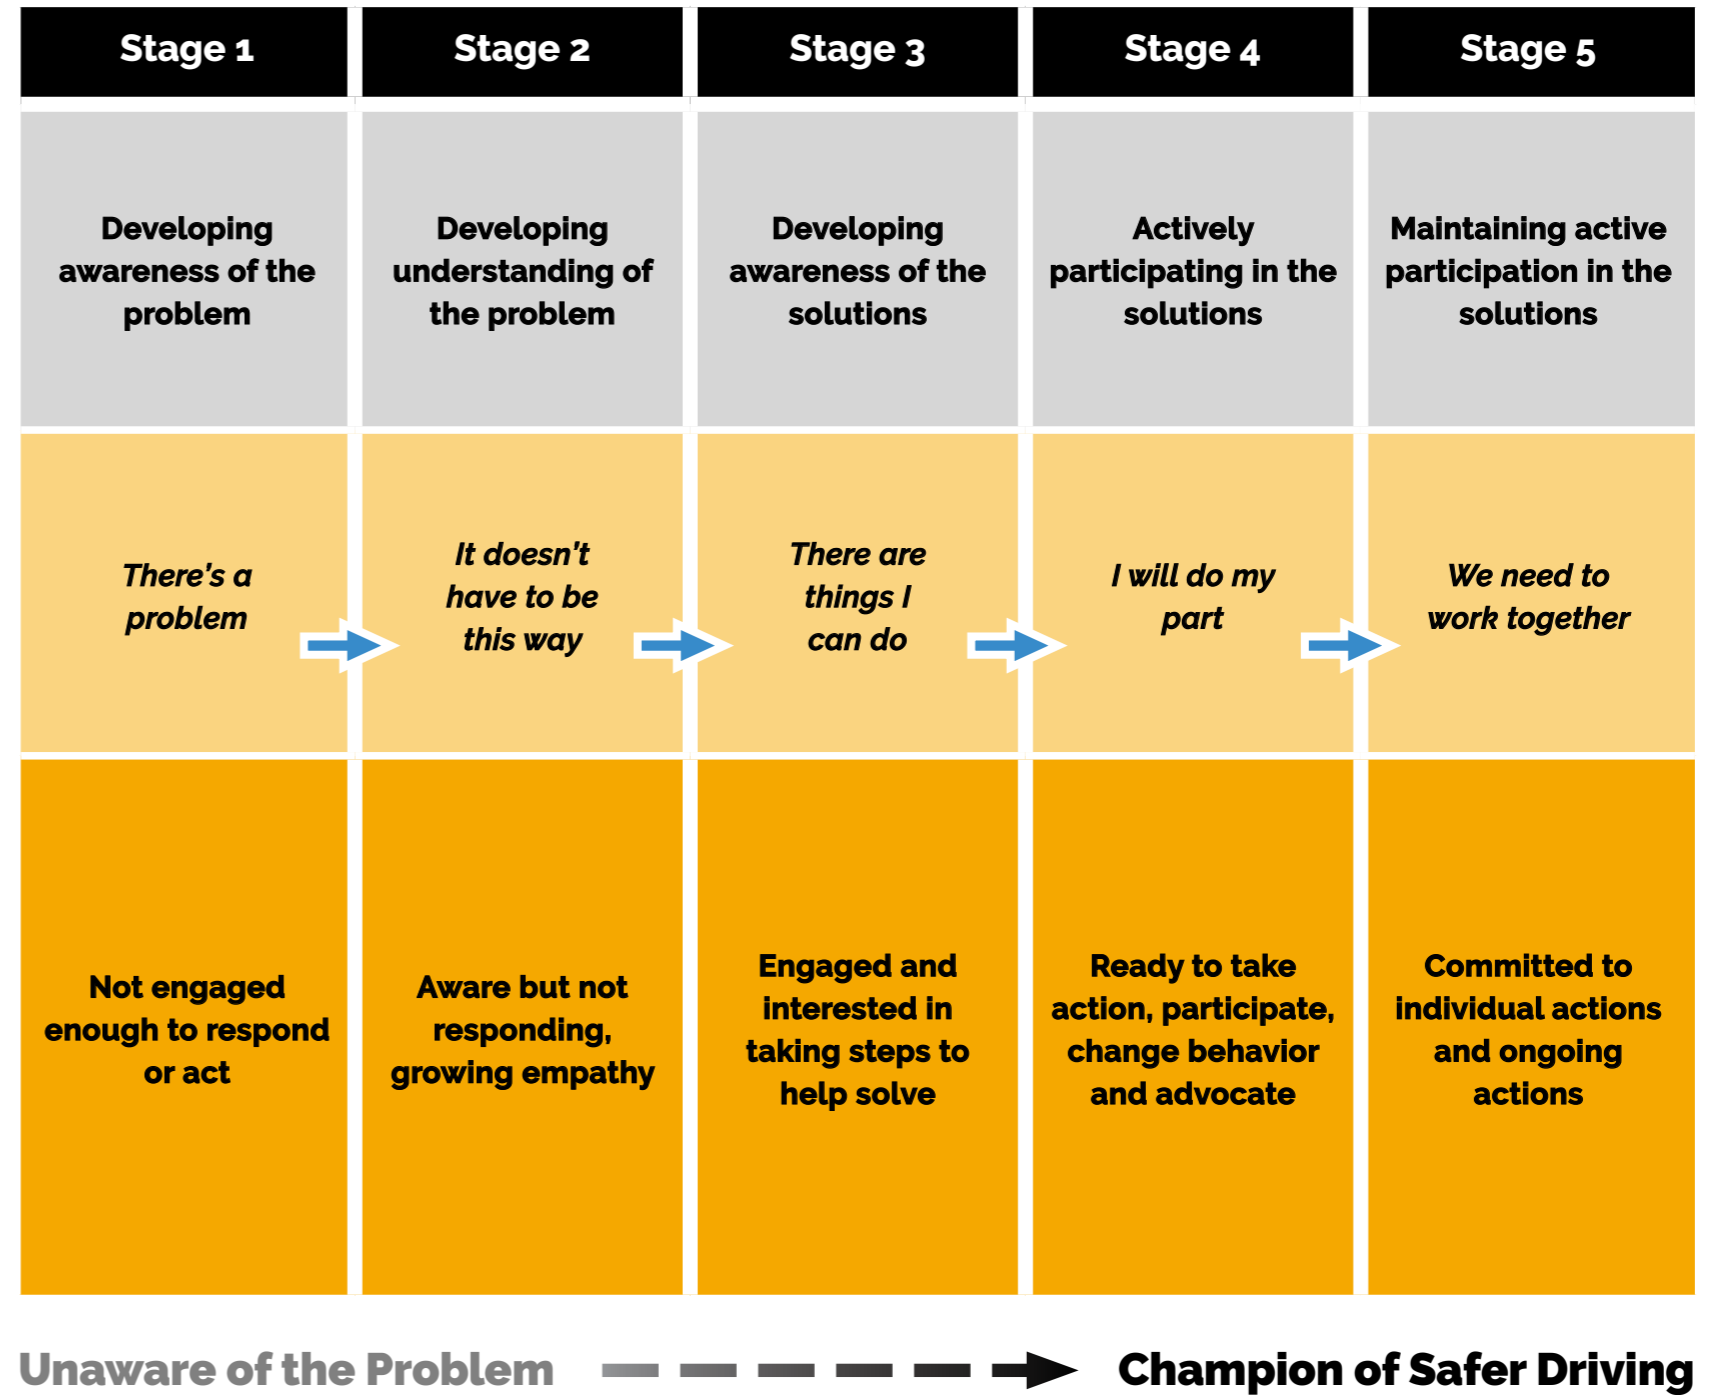 Stage 1
Stage 2
Stage 3
Stage 4
Stage 5
Developing
awareness of the
problem
Developing
understanding of
the problem
Developing
awareness of the
solutions
Actively
participating in the
solutions
Maintaining active
participation in the
solutions
There's a
problem
It doesn't
have to be
this way
There are
things I
can do
I will do my
part
We need to
work together
Not engaged
enough to respond
or act
Aware but not
responding,
growing empathy
Engaged and
interested in
taking steps to
help solve
Ready to take
action, participate,
change behavior
and advocate
Committed to
individual actions
and ongoing
actions
Unaware of the Problem
Champion of Safer Driving